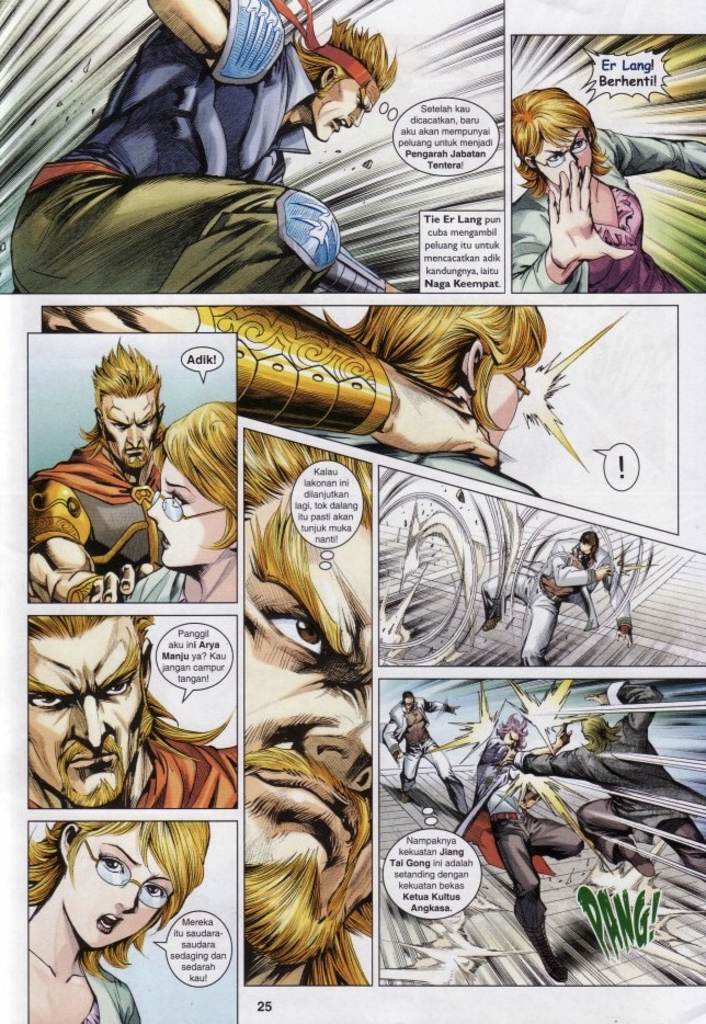 Setelah kau
dicacatkan, baru
aku akan mempunyai
peluang untuk menjadi
Pengarah Jabatan
Tentera!
Er Lang!
Berhenti!
Tie Er Lang pun
cuba mengambil
peluang itu untuk
mencacatkan adik
kandungnya, iaitu
Naga Keempat.
Adik!
!
Kalau
lakonan ini
dilanjutkan
lagi, tok dalang
itu pasti akan
tunjuk muka
nanti!
Panggil
aku ini Arya
Manju ya? Kau
jangan campur
tangan!
Nampaknya
kekuatan Jiang
Tai Gong ini adalah
setanding dengan
kekuatan bekas
Ketua Kultus
Angkasa.
DANG!
Mereka
itu saudara-
saudara
sedaging dan
sedarah
kau!
25